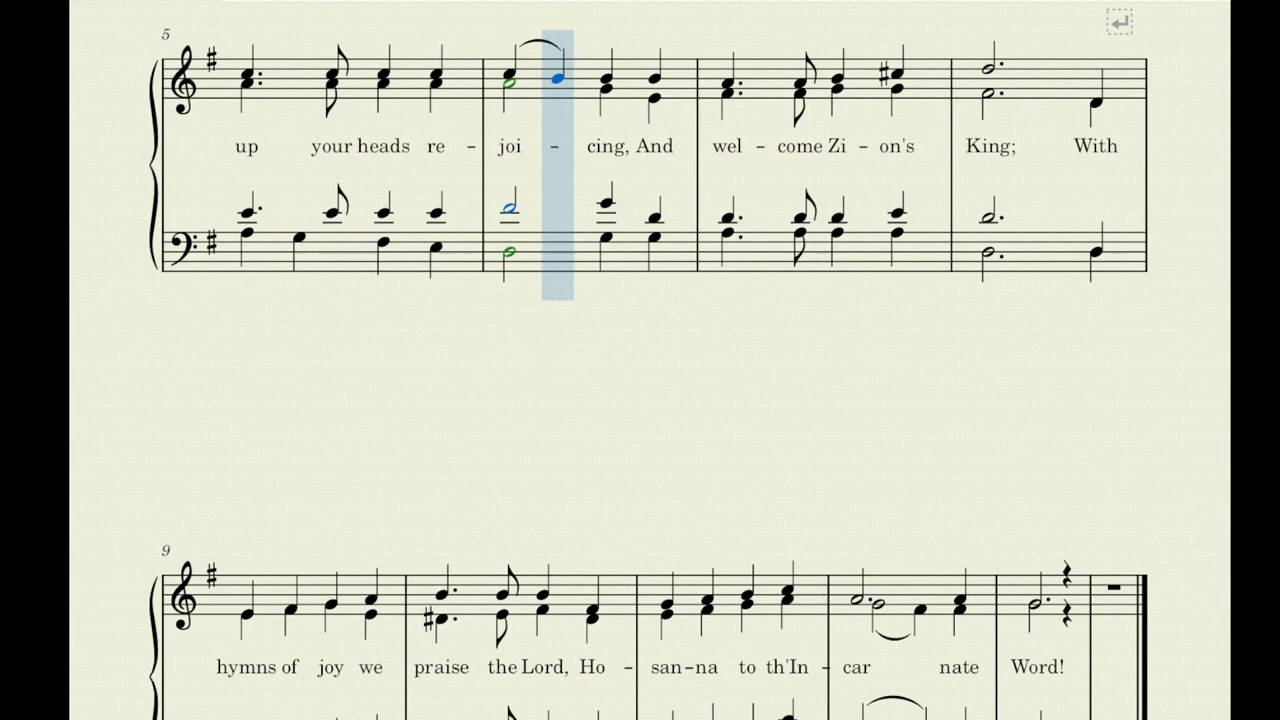 5
up your heads re - joi - cing, And wel - come Zi - on's King; With
9
hymns of joy we praise the Lord, Ho - san - na to th'In - car nate Word!